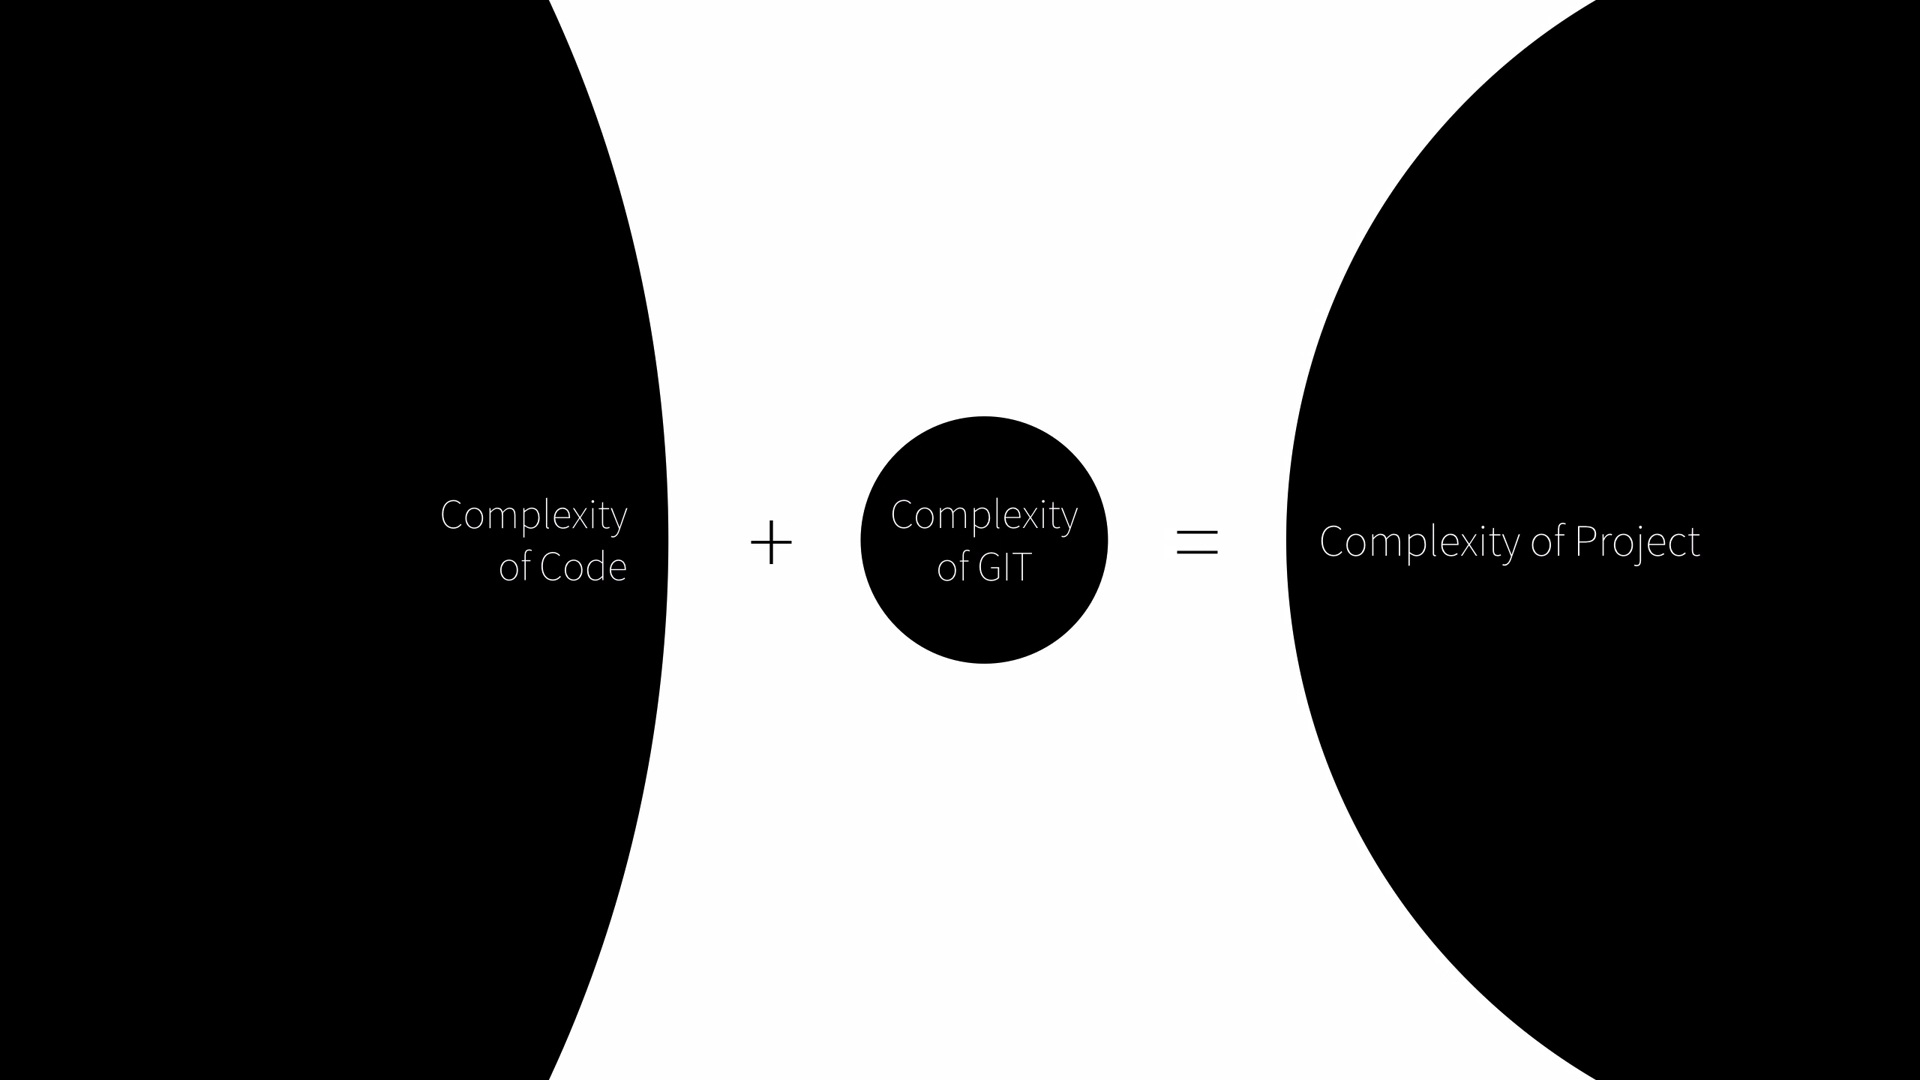 Complexity
of Code
+
Complexity
of GIT
=
Complexity of Project